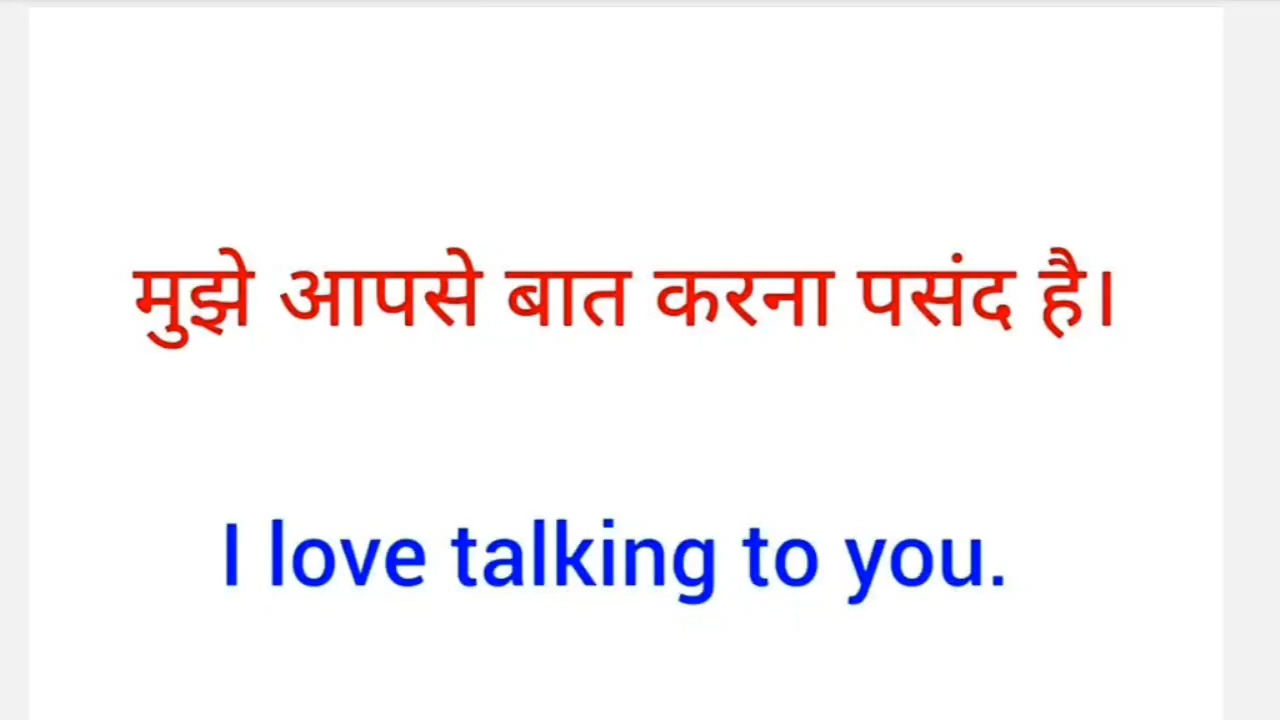 मुझे आपसे बात करना पसंद है।
I love talking to you.